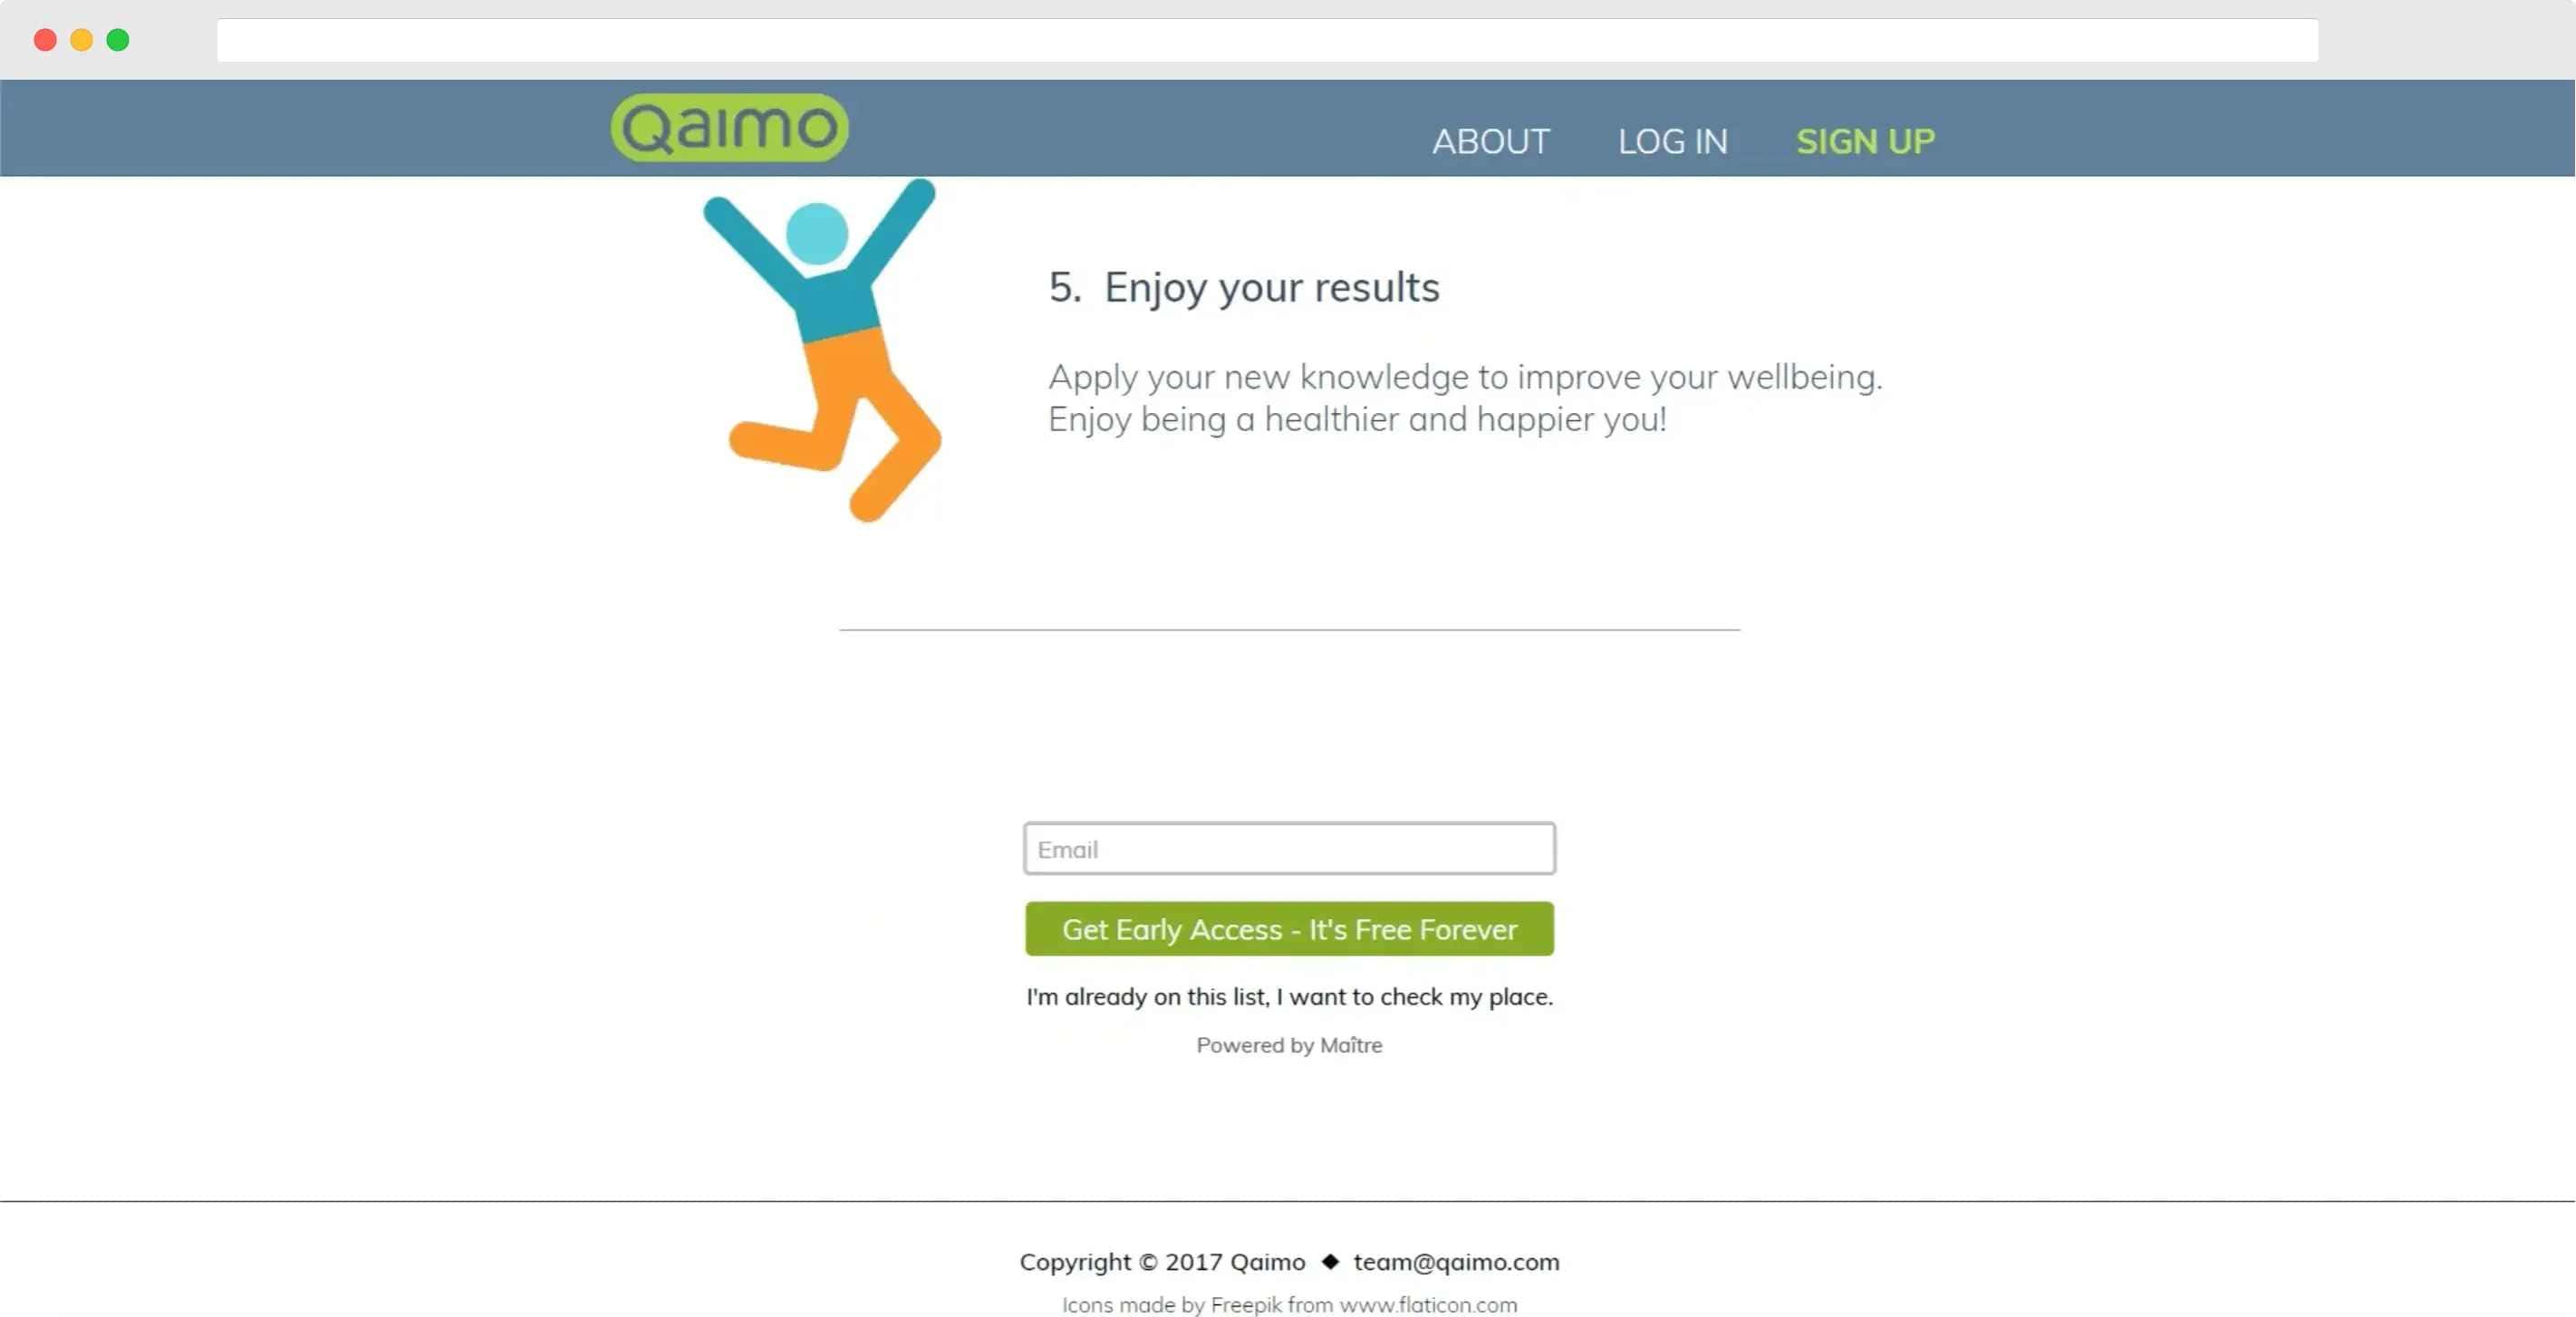 Qaimo
ABOUT
LOG IN
SIGN UP
5. Enjoy your results
Apply your new knowledge to improve your wellbeing.
Enjoy being a healthier and happier you!
Email
Get Early Access - It's Free Forever
I'm already on this list, I want to check my place.
Powered by Maître
Copyright © 2017 Qaimo ◆ team@qaimo.com
Icons made by Freepik from www.flaticon.com